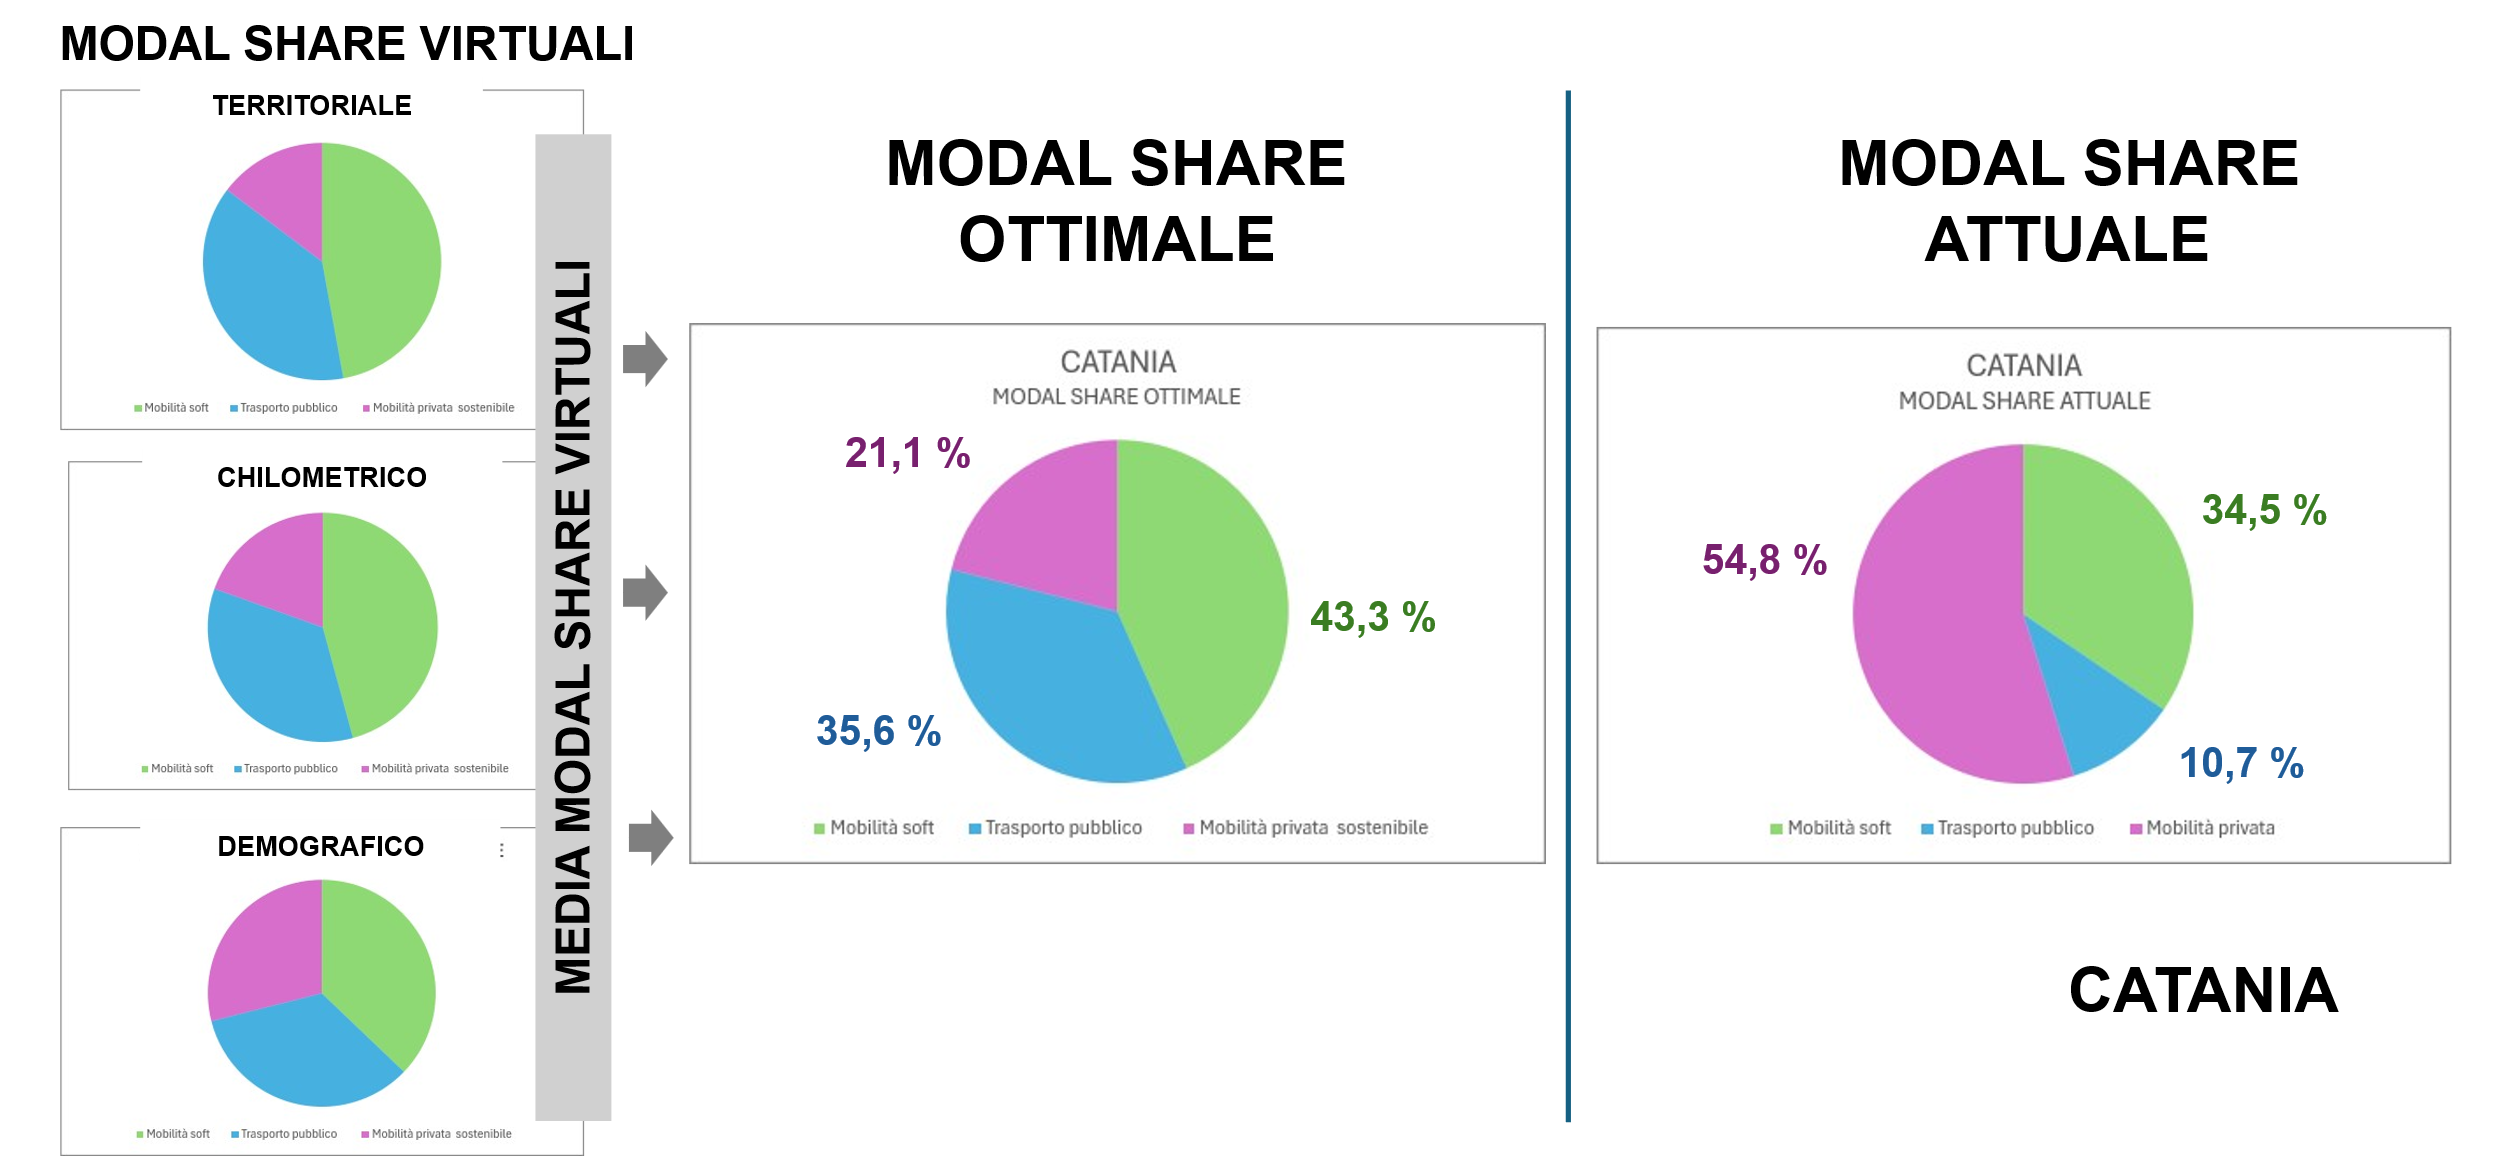 MODAL SHARE VIRTUALI
TERRITORIALE
Mobilità soft Trasporto pubblico Mobilità privata sostenibile
CHILOMETRICO
Mobilità soft Trasporto pubblico Mobilità privata sostenibile
DEMOGRAFICO
Mobilità soft Trasporto pubblico Mobilità privata sostenibile
MEDIA MODAL SHARE VIRTUALI
MODAL SHARE
OTTIMALE
CATANIA
MODAL SHARE OTTIMALE
21,1 %
43,3 %
35,6 %
Mobilità soft Trasporto pubblico Mobilità privata sostenibile
MODAL SHARE
ATTUALE
CATANIA
MODAL SHARE ATTUALE
34,5 %
54,8 %
10,7 %
Mobilità soft Trasporto pubblico Mobilità privata
CATANIA